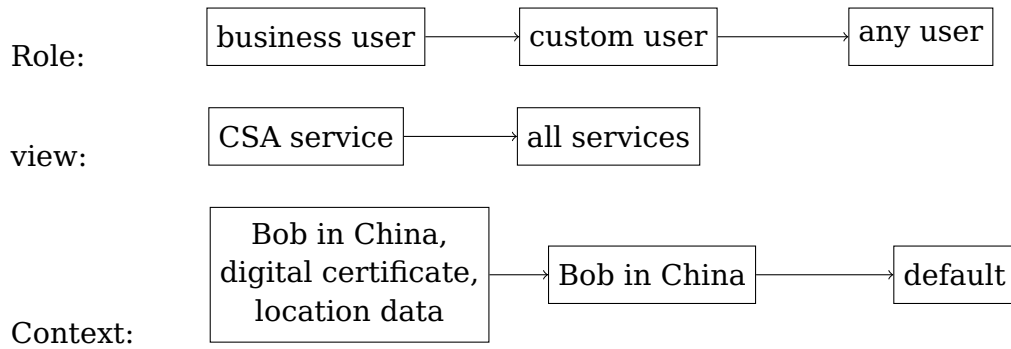 Role:
business user
custom user
any user
view:
CSA service
all services
Context:
Bob in China,
digital certificate,
location data
Bob in China
default